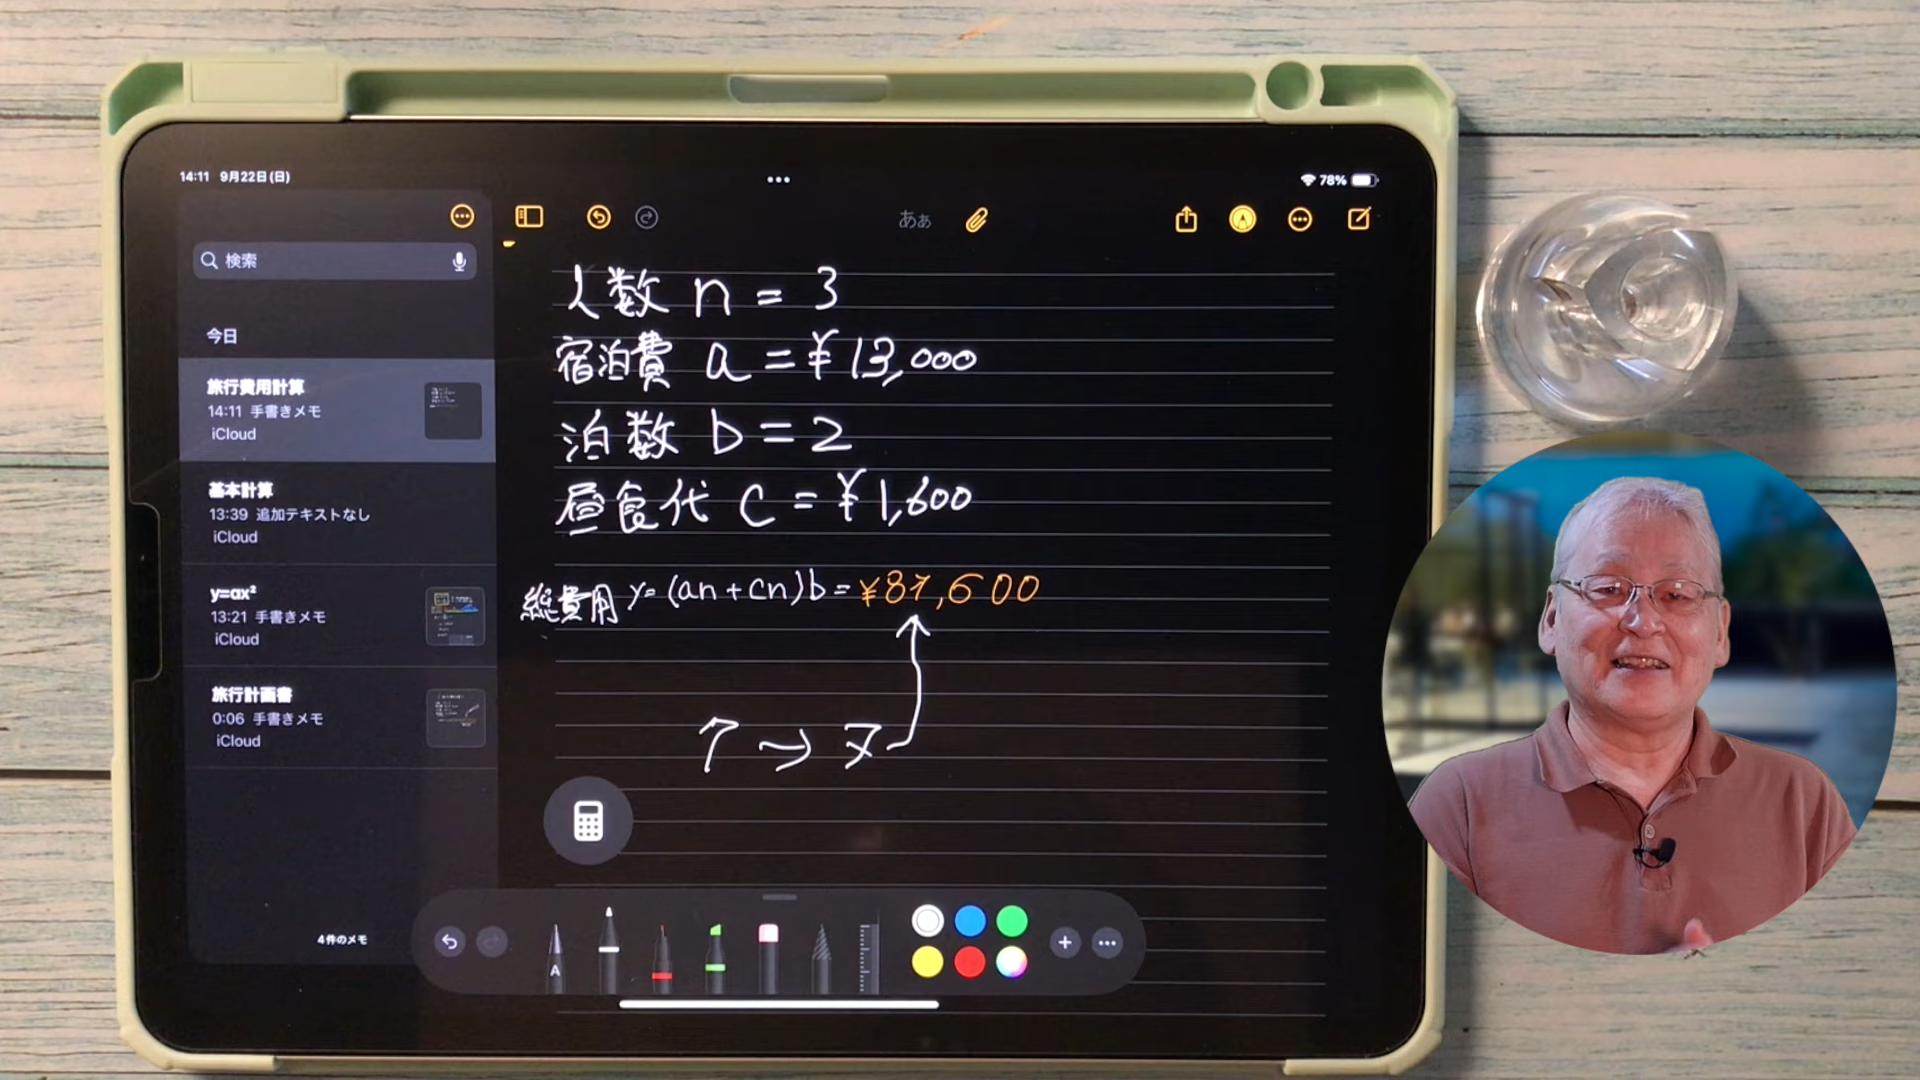 14:11 9月22日(日)
78%
検索
今日
旅行費用計算
14:11 手書きメモ
iCloud
基本計算
13:39 追加テキストなし
iCloud
y=ax²
13:21 手書きメモ
iCloud
旅行計画書
0:06 手書きメモ
iCloud
4件のメモ
あぁ
人数 n = 3
宿泊費 a = ¥13,000
泊数 b = 2
昼食代 c = ¥1,600
総費用 y=(an+cn)b=¥87,600
7 → 7
A